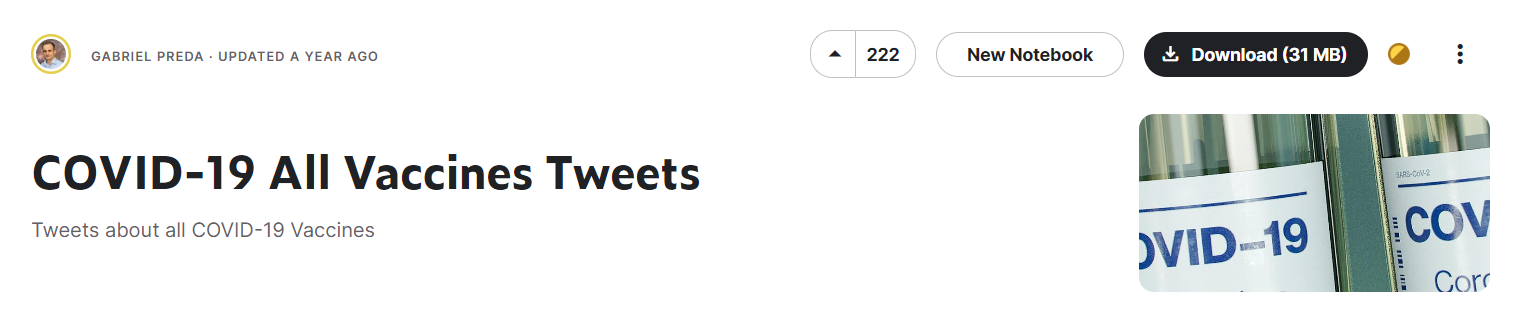 GABRIEL PREDA · UPDATED A YEAR AGO
222
New Notebook
Download (31 MB)
COVID-19 All Vaccines Tweets
Tweets about all COVID-19 Vaccines
OVID-19
SARS-CoV-2
COV
Coro